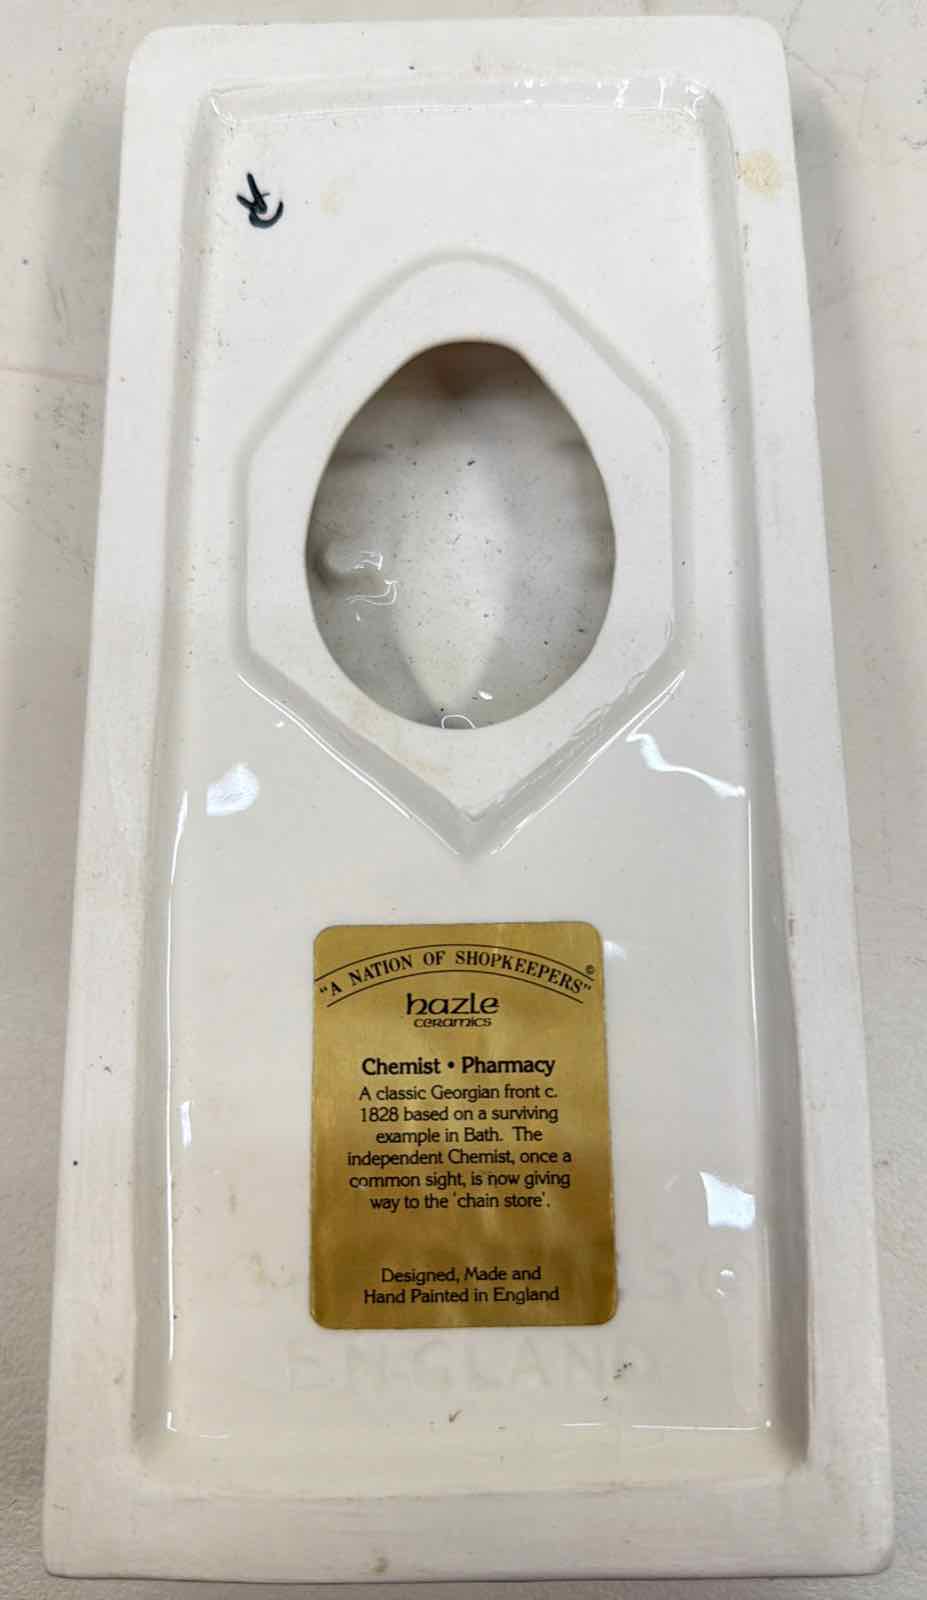 "A NATION OF SHOPKEEPERS"©
hazle
ceramics
Chemist • Pharmacy
A classic Georgian front c.
1828 based on a surviving
example in Bath. The
independent Chemist, once a
common sight, is now giving
way to the 'chain store'.
Designed, Made and
Hand Painted in England
ENGLAND